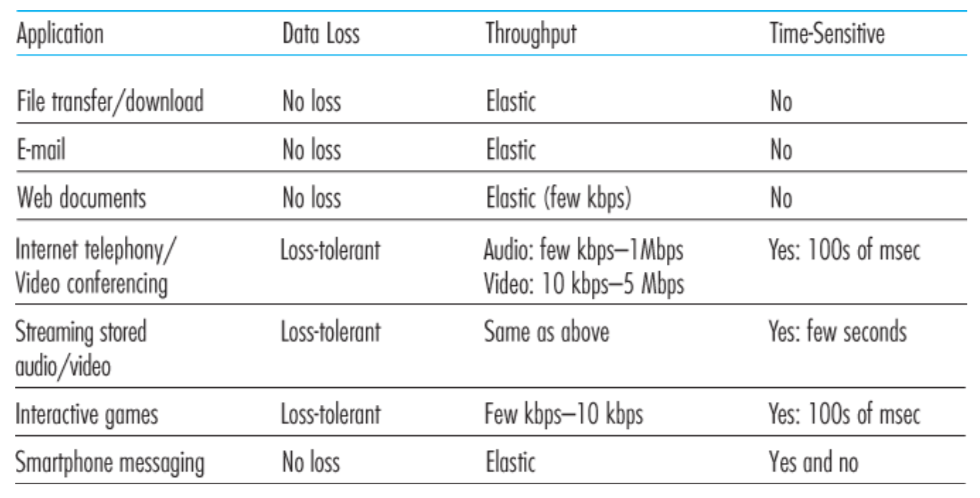 Application Data Loss Throughput Time-Sensitive
File transfer/download No loss Elastic No
E-mail No loss Elastic No
Web documents No loss Elastic (few kbps) No
Internet telephony/ Loss-tolerant Audio: few kbps–1Mbps Yes: 100s of msec
Video conferencing Video: 10 kbps–5 Mbps
Streaming stored Loss-tolerant Same as above Yes: few seconds
audio/video
Interactive games Loss-tolerant Few kbps–10 kbps Yes: 100s of msec
Smartphone messaging No loss Elastic Yes and no